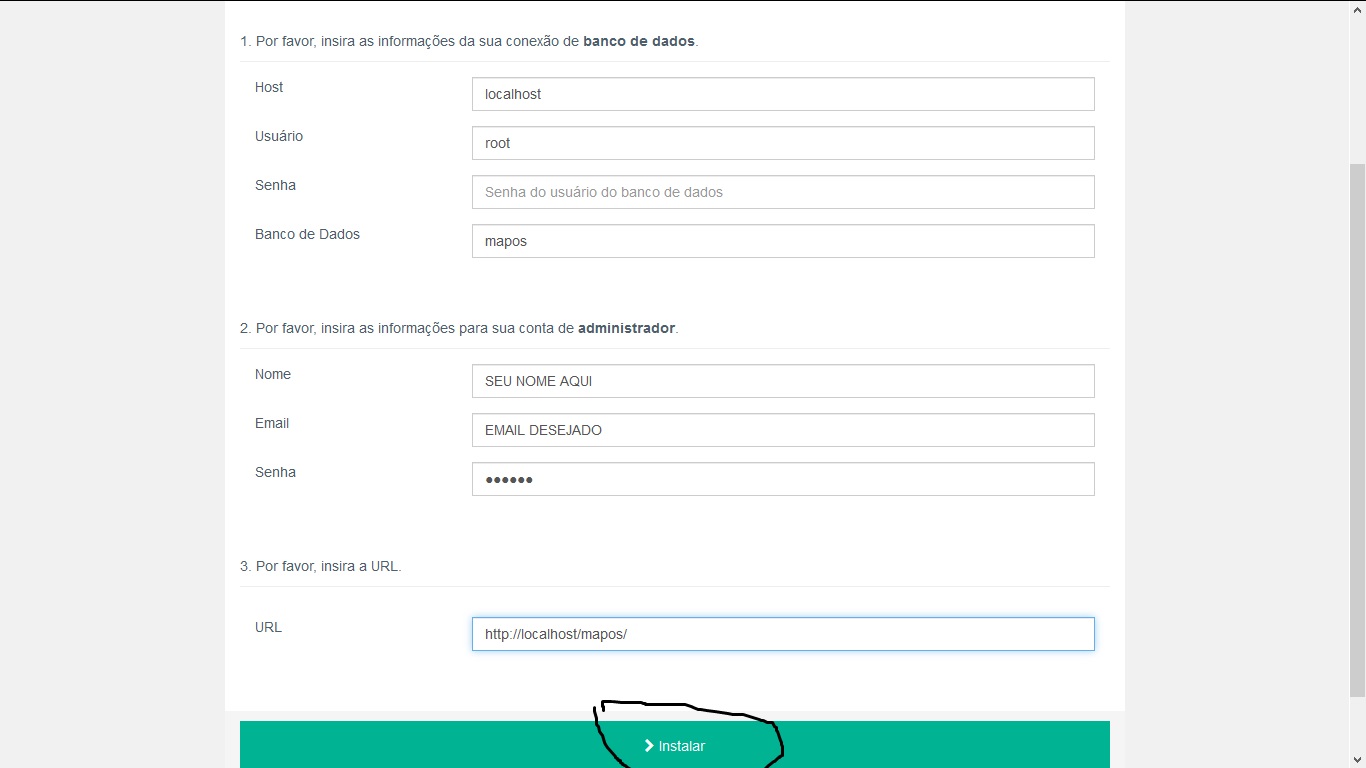 1. Por favor, insira as informações da sua conexão de banco de dados.
Host
localhost
Usuário
root
Senha
Senha do usuário do banco de dados
Banco de Dados
mapos
2. Por favor, insira as informações para sua conta de administrador.
Nome
SEU NOME AQUI
Email
EMAIL DESEJADO
Senha
●●●●●●
3. Por favor, insira a URL.
URL
http://localhost/mapos/
Instalar